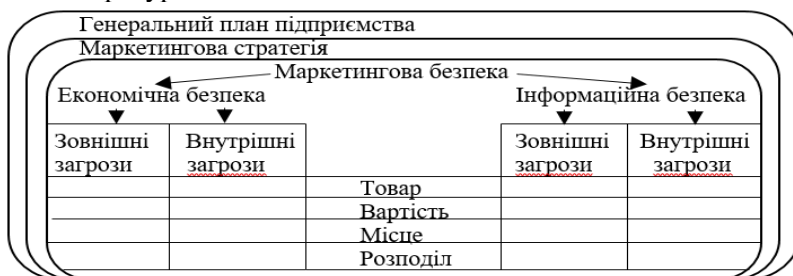 Генеральний план підприємства
Маркетингова стратегія
Маркетингова безпека
Економічна безпека Інформаційна безпека
Зовнішні загрози Внутрішні загрози Зовнішні загрози Внутрішні загрози
Товар
Вартість
Місце
Розподіл